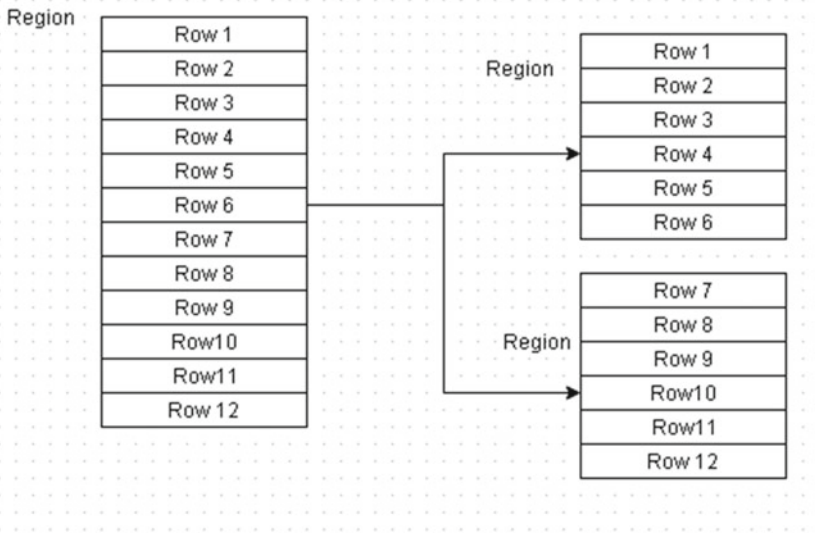 Region
Row 1
Row 2
Row 3
Row 4
Row 5
Row 6
Row 7
Row 8
Row 9
Row10
Row11
Row 12
Region
Row 1
Row 2
Row 3
Row 4
Row 5
Row 6
Region
Row 7
Row 8
Row 9
Row10
Row11
Row 12